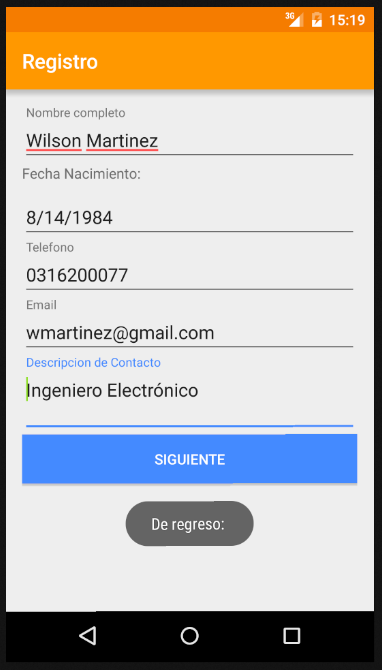 3G 15:19
Registro
Nombre completo
Wilson Martinez
Fecha Nacimiento:
8/14/1984
Telefono
0316200077
Email
wmartinez@gmail.com
Descripcion de Contacto
Ingeniero Electrónico
SIGUIENTE
De regreso: